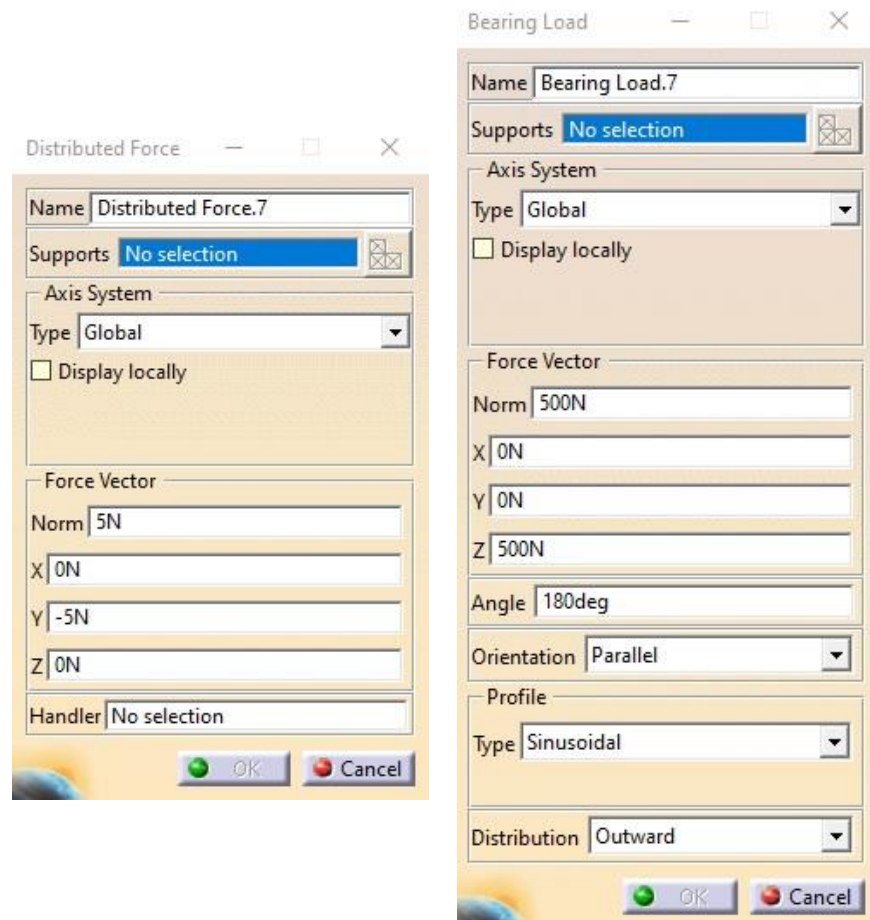 Distributed Force
Name Distributed Force.7
Supports No selection
Axis System
Type Global
Display locally
Force Vector
Norm 5N
X 0N
Y -5N
Z 0N
Handler No selection
OK Cancel
Bearing Load
Name Bearing Load.7
Supports No selection
Axis System
Type Global
Display locally
Force Vector
Norm 500N
X 0N
Y 0N
Z 500N
Angle 180deg
Orientation Parallel
Profile
Type Sinusoidal
Distribution Outward
OK Cancel